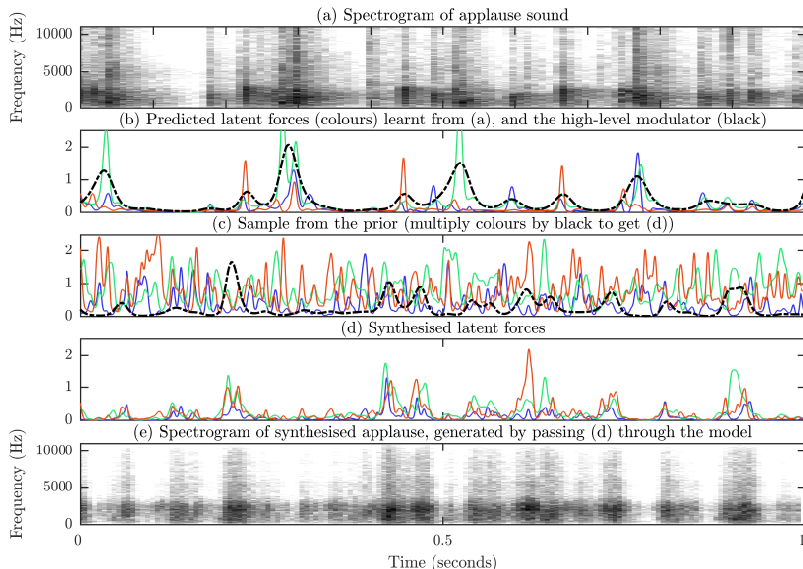 (a) Spectrogram of applause sound
Frequency (Hz)
10000
5000
0
(b) Predicted latent forces (colours) learnt from (a), and the high-level modulator (black)
2
1
0
(c) Sample from the prior (multiply colours by black to get (d))
2
1
0
(d) Synthesised latent forces
2
1
0
(e) Spectrogram of synthesised applause, generated by passing (d) through the model
Frequency (Hz)
10000
5000
0
0 0.5 1
Time (seconds)